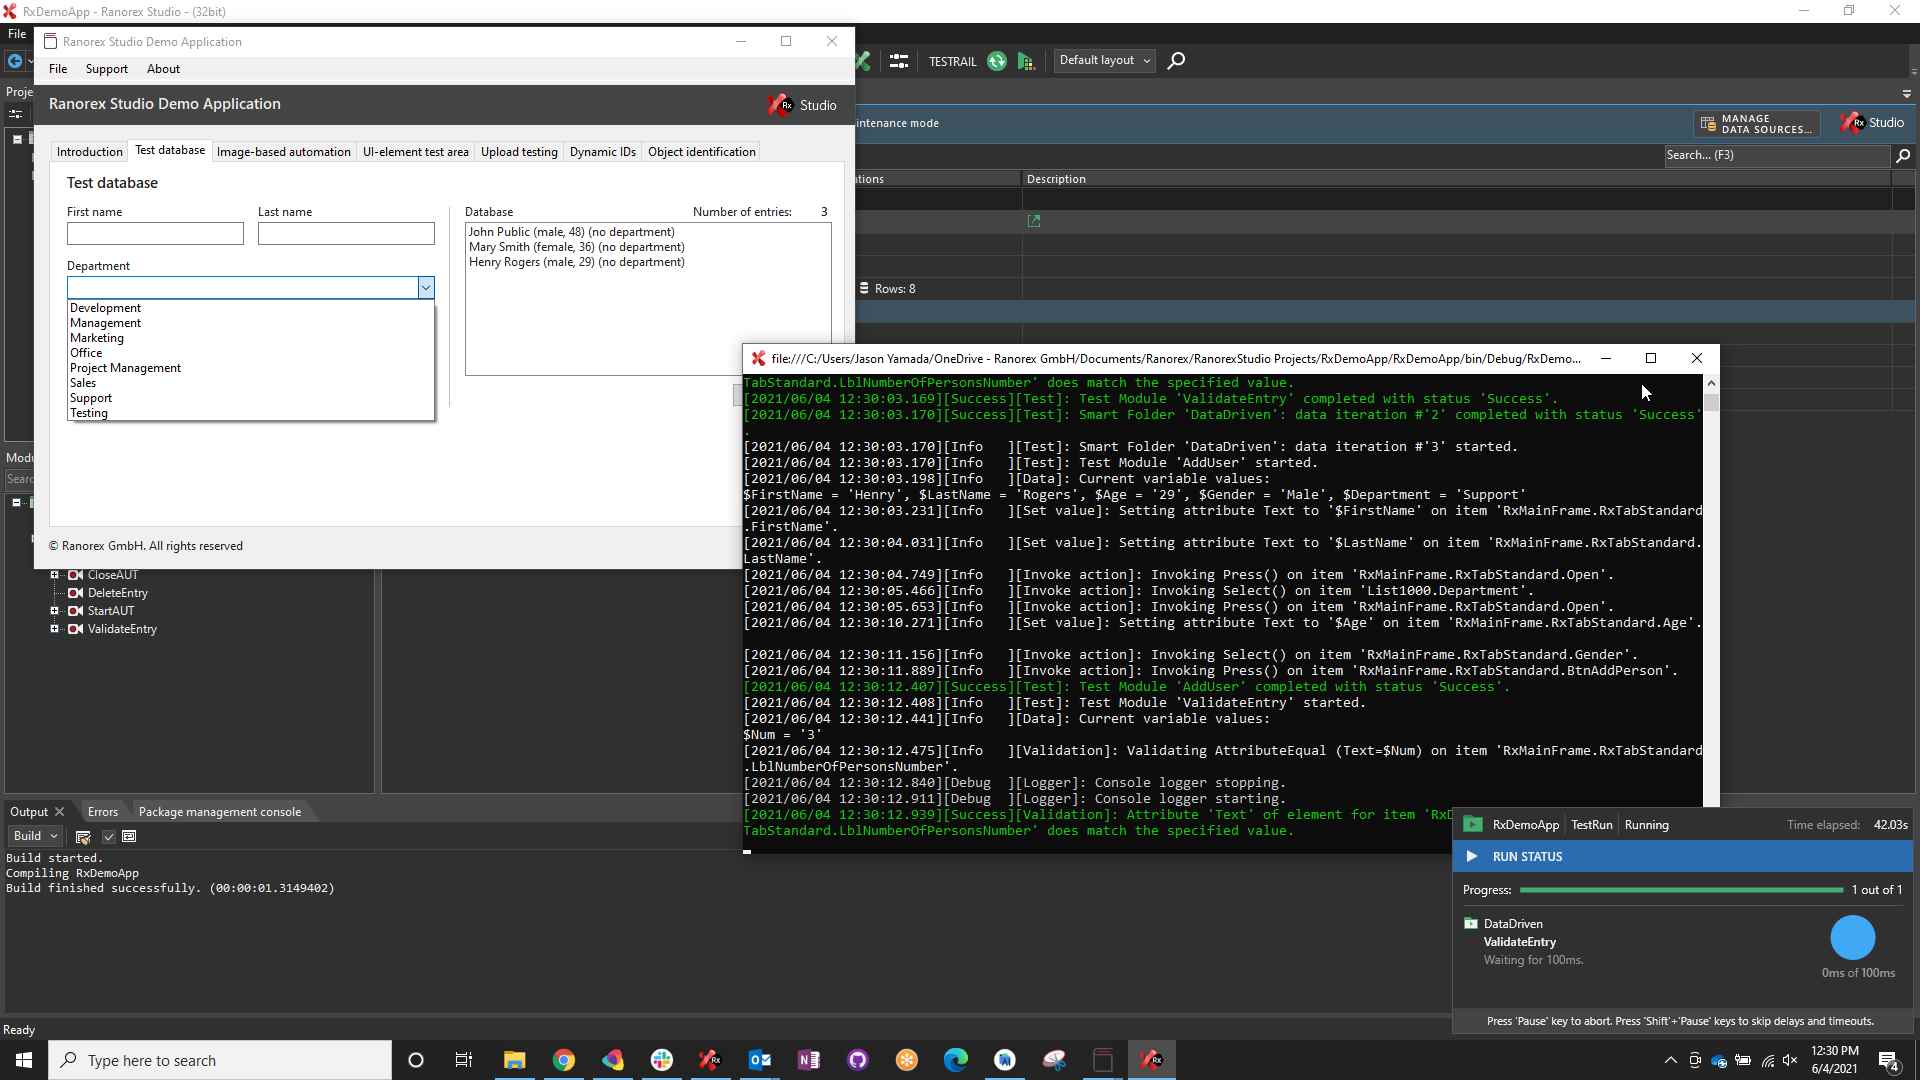 RxDemoApp - Ranorex Studio - (32bit)
File
Ranorex Studio Demo Application
File Support About
Ranorex Studio Demo Application
Rx Studio
TESTRAIL
Default layout
Proje
intenance mode
MANAGE
DATA SOURCES...
Rx Studio
Search... (F3)
Introduction
Test database
Image-based automation
UI-element test area
Upload testing
Dynamic IDs
Object identification
ations
Description
Test database
First name
Last name
Database
Number of entries: 3
John Public (male, 48) (no department)
Mary Smith (female, 36) (no department)
Henry Rogers (male, 29) (no department)
Department
Development
Management
Marketing
Office
Project Management
Sales
Support
Testing
Rows: 8
© Ranorex GmbH. All rights reserved
Modu
Searc
CloseAUT
DeleteEntry
StartAUT
ValidateEntry
file:///C:/Users/Jason Yamada/OneDrive - Ranorex GmbH/Documents/Ranorex/RanorexStudio Projects/RxDemoApp/RxDemoApp/bin/Debug/RxDemo...
TabStandard.LblNumberOfPersonsNumber' does match the specified value.
[2021/06/04 12:30:03.169][Success][Test]: Test Module 'ValidateEntry' completed with status 'Success'.
[2021/06/04 12:30:03.170][Success][Test]: Smart Folder 'DataDriven': data iteration #'2' completed with status 'Success'
.
[2021/06/04 12:30:03.170][Info   ][Test]: Smart Folder 'DataDriven': data iteration #'3' started.
[2021/06/04 12:30:03.170][Info   ][Test]: Test Module 'AddUser' started.
[2021/06/04 12:30:03.198][Info   ][Data]: Current variable values:
$FirstName = 'Henry', $LastName = 'Rogers', $Age = '29', $Gender = 'Male', $Department = 'Support'
[2021/06/04 12:30:03.231][Info   ][Set value]: Setting attribute Text to '$FirstName' on item 'RxMainFrame.RxTabStandard
.FirstName'.
[2021/06/04 12:30:04.031][Info   ][Set value]: Setting attribute Text to '$LastName' on item 'RxMainFrame.RxTabStandard.
LastName'.
[2021/06/04 12:30:04.749][Info   ][Invoke action]: Invoking Press() on item 'RxMainFrame.RxTabStandard.Open'.
[2021/06/04 12:30:05.466][Info   ][Invoke action]: Invoking Select() on item 'List1000.Department'.
[2021/06/04 12:30:05.653][Info   ][Invoke action]: Invoking Press() on item 'RxMainFrame.RxTabStandard.Open'.
[2021/06/04 12:30:10.271][Info   ][Set value]: Setting attribute Text to '$Age' on item 'RxMainFrame.RxTabStandard.Age'.
[2021/06/04 12:30:11.156][Info   ][Invoke action]: Invoking Select() on item 'RxMainFrame.RxTabStandard.Gender'.
[2021/06/04 12:30:11.889][Info   ][Invoke action]: Invoking Press() on item 'RxMainFrame.RxTabStandard.BtnAddPerson'.
[2021/06/04 12:30:12.407][Success][Test]: Test Module 'AddUser' completed with status 'Success'.
[2021/06/04 12:30:12.408][Info   ][Test]: Test Module 'ValidateEntry' started.
[2021/06/04 12:30:12.441][Info   ][Data]: Current variable values:
$Num = '3'
[2021/06/04 12:30:12.475][Info   ][Validation]: Validating AttributeEqual (Text=$Num) on item 'RxMainFrame.RxTabStandard
.LblNumberOfPersonsNumber'.
[2021/06/04 12:30:12.840][Debug  ][Logger]: Console logger stopping.
[2021/06/04 12:30:12.911][Debug  ][Logger]: Console logger starting.
[2021/06/04 12:30:12.939][Success][Validation]: Attribute 'Text' of element for item 'RxD
TabStandard.LblNumberOfPersonsNumber' does match the specified value.
Output Errors Package management console
Build
Build started.
Compiling RxDemoApp
Build finished successfully. (00:00:01.3149402)
RxDemoApp TestRun Running Time elapsed: 42.03s
RUN STATUS
Progress: 1 out of 1
DataDriven
ValidateEntry
Waiting for 100ms.
0ms of 100ms
Press 'Pause' key to abort. Press 'Shift'+'Pause' keys to skip delays and timeouts.
Ready
Type here to search
12:30 PM
6/4/2021
4